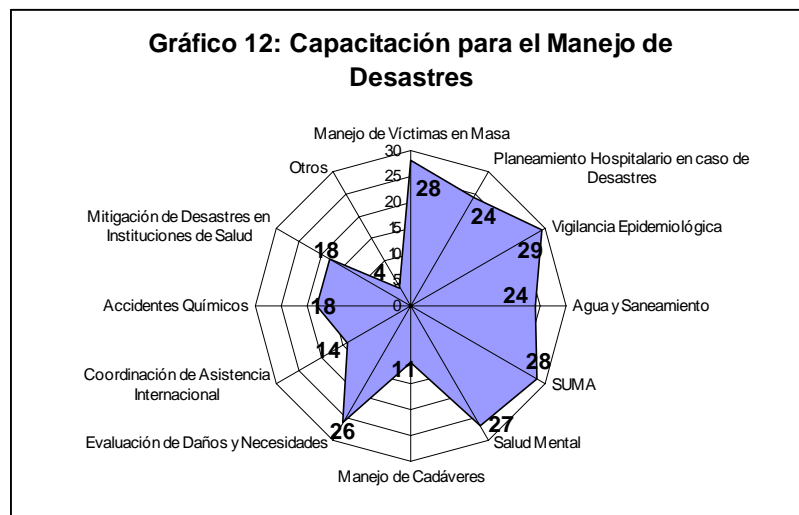 Gráfico 12: Capacitación para el Manejo de
Desastres
Manejo de Víctimas en Masa
Planeamiento Hospitalario en caso de
Desastres
Vigilancia Epidemiológica
Agua y Saneamiento
SUMA
Salud Mental
Manejo de Cadáveres
Evaluación de Daños y Necesidades
Coordinación de Asistencia
Internacional
Accidentes Químicos
Mitigación de Desastres en
Instituciones de Salud
Otros
30
25
20
15
10
5
0
28
24
29
24
28
27
11
26
14
18
18
4